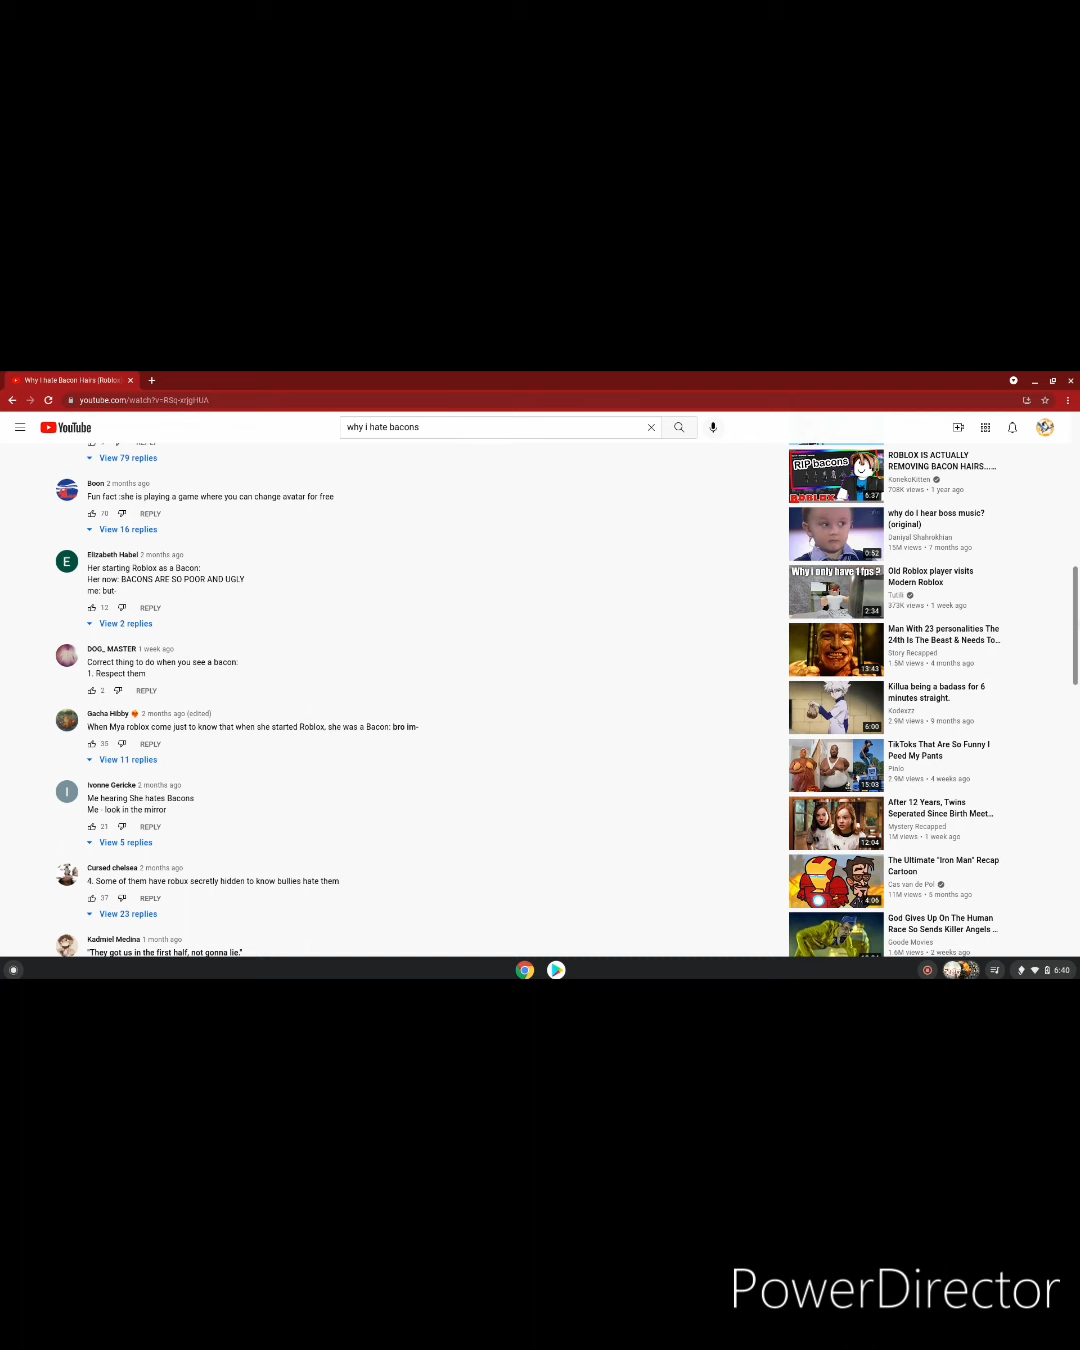 Why I hate Bacon Hairs (Roblox)
youtube.com/watch?v=RSq-xrjgHUA
YouTube
why i hate bacons
View 79 replies
Boon 2 months ago
Fun fact :she is playing a game where you can change avatar for free
70 REPLY
View 16 replies
Elizabeth Habel 2 months ago
Her starting Roblox as a Bacon:
Her now: BACONS ARE SO POOR AND UGLY
me: but-
12 REPLY
View 2 replies
DOG_ MASTER 1 week ago
Correct thing to do when you see a bacon:
1. Respect them
2 REPLY
Gacha Hibby 2 months ago (edited)
When Mya roblox come just to know that when she started Roblox, she was a Bacon: bro im-
35 REPLY
View 11 replies
Ivonne Gericke 2 months ago
Me hearing She hates Bacons
Me - look in the mirror
21 REPLY
View 5 replies
Cursed chelsea 2 months ago
4. Some of them have robux secretly hidden to know bullies hate them
37 REPLY
View 23 replies
Kadmiel Medina 1 month ago
"They got us in the first half, not gonna lie."
RIP bacons
ROBLOX
6:37
ROBLOX IS ACTUALLY
REMOVING BACON HAIRS.....
KonekoKitten
708K views • 1 year ago
0:52
why do I hear boss music?
(original)
Daniyal Shahrokhian
15M views • 7 months ago
Why i only have 1 fps ?
2:34
Old Roblox player visits
Modern Roblox
Tutili
373K views • 1 week ago
13:43
Man With 23 personalities The
24th Is The Beast & Needs To...
Story Recapped
1.5M views • 4 months ago
6:00
Killua being a badass for 6
minutes straight.
Kodexzz
2.9M views • 9 months ago
15:03
TikToks That Are So Funny I
Peed My Pants
Pinlo
2.9M views • 4 weeks ago
12:04
After 12 Years, Twins
Seperated Since Birth Meet...
Mystery Recapped
1M views • 1 week ago
4:06
The Ultimate "Iron Man" Recap
Cartoon
Cas van de Pol
11M views • 5 months ago
God Gives Up On The Human
Race So Sends Killer Angels ...
Goode Movies
1.6M views • 2 weeks ago
6:40
PowerDirector